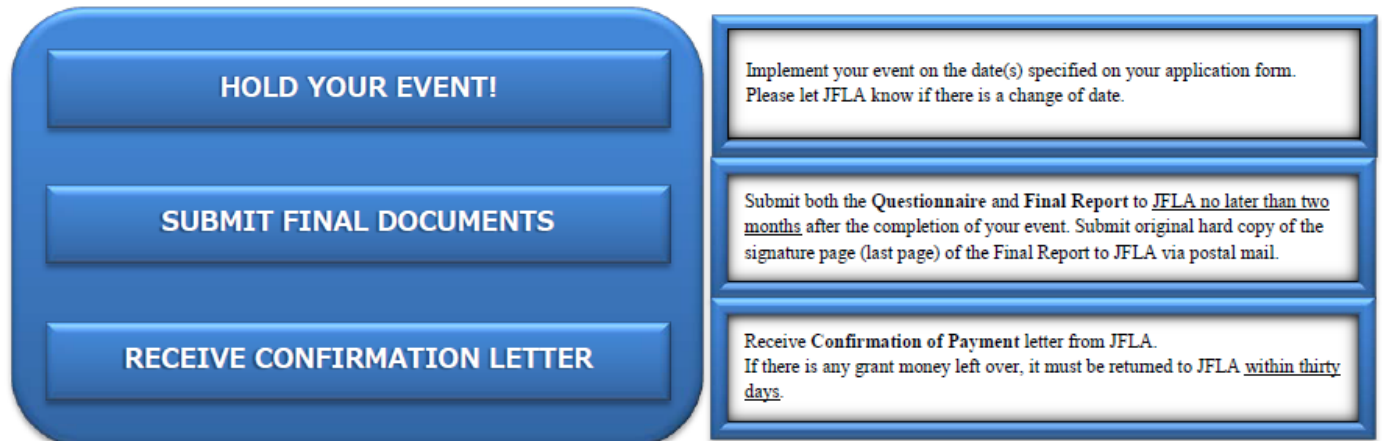 HOLD YOUR EVENT!
Implement your event on the date(s) specified on your application form.
Please let JFLA know if there is a change of date.
SUBMIT FINAL DOCUMENTS
Submit both the Questionnaire and Final Report to JFLA no later than two
months after the completion of your event. Submit original hard copy of the
signature page (last page) of the Final Report to JFLA via postal mail.
RECEIVE CONFIRMATION LETTER
Receive Confirmation of Payment letter from JFLA.
If there is any grant money left over, it must be returned to JFLA within thirty
days.